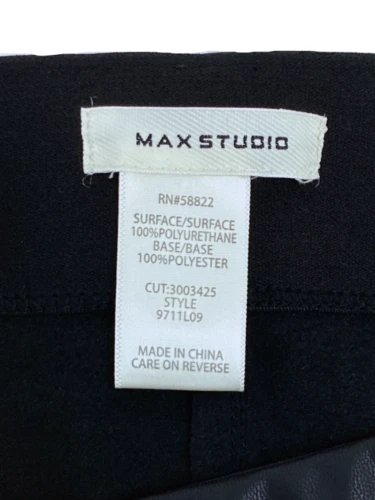 MAXSTUDIO
RN#58822
SURFACE/SURFACE
100%POLYURETHANE
BASE/BASE
100%POLYESTER
CUT:3003425
STYLE
9711L09
MADE IN CHINA
CARE ON REVERSE